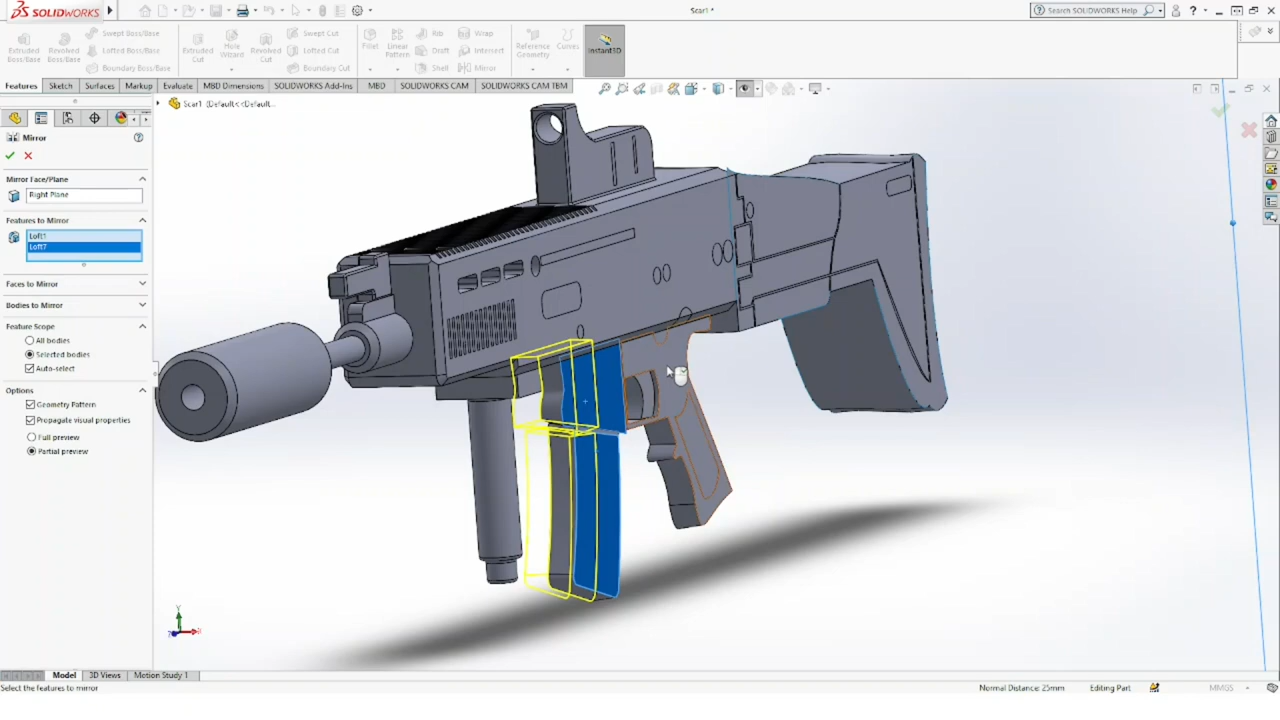 SOLIDWORKS
Scar1 *
Search SOLIDWORKS Help
Extruded Boss/Base
Revolved Boss/Base
Swept Boss/Base
Lofted Boss/Base
Boundary Boss/Base
Extruded Cut
Hole Wizard
Revolved Cut
Swept Cut
Lofted Cut
Boundary Cut
Fillet
Linear Pattern
Rib
Draft
Shell
Wrap
Intersect
Mirror
Reference Geometry
Curves
Instant3D
Features
Sketch
Surfaces
Markup
Evaluate
MBD Dimensions
SOLIDWORKS Add-Ins
MBD
SOLIDWORKS CAM
SOLIDWORKS CAM TBM
Scar1 (Default<<Default...
Mirror
Mirror Face/Plane
Right Plane
Features to Mirror
Loft1
Loft7
Faces to Mirror
Bodies to Mirror
Feature Scope
All bodies
Selected bodies
Auto-select
Options
Geometry Pattern
Propagate visual properties
Full preview
Partial preview
Y
Model
3D Views
Motion Study 1
Select the features to mirror
Normal Distance: 25mm
Editing Part
MMGS